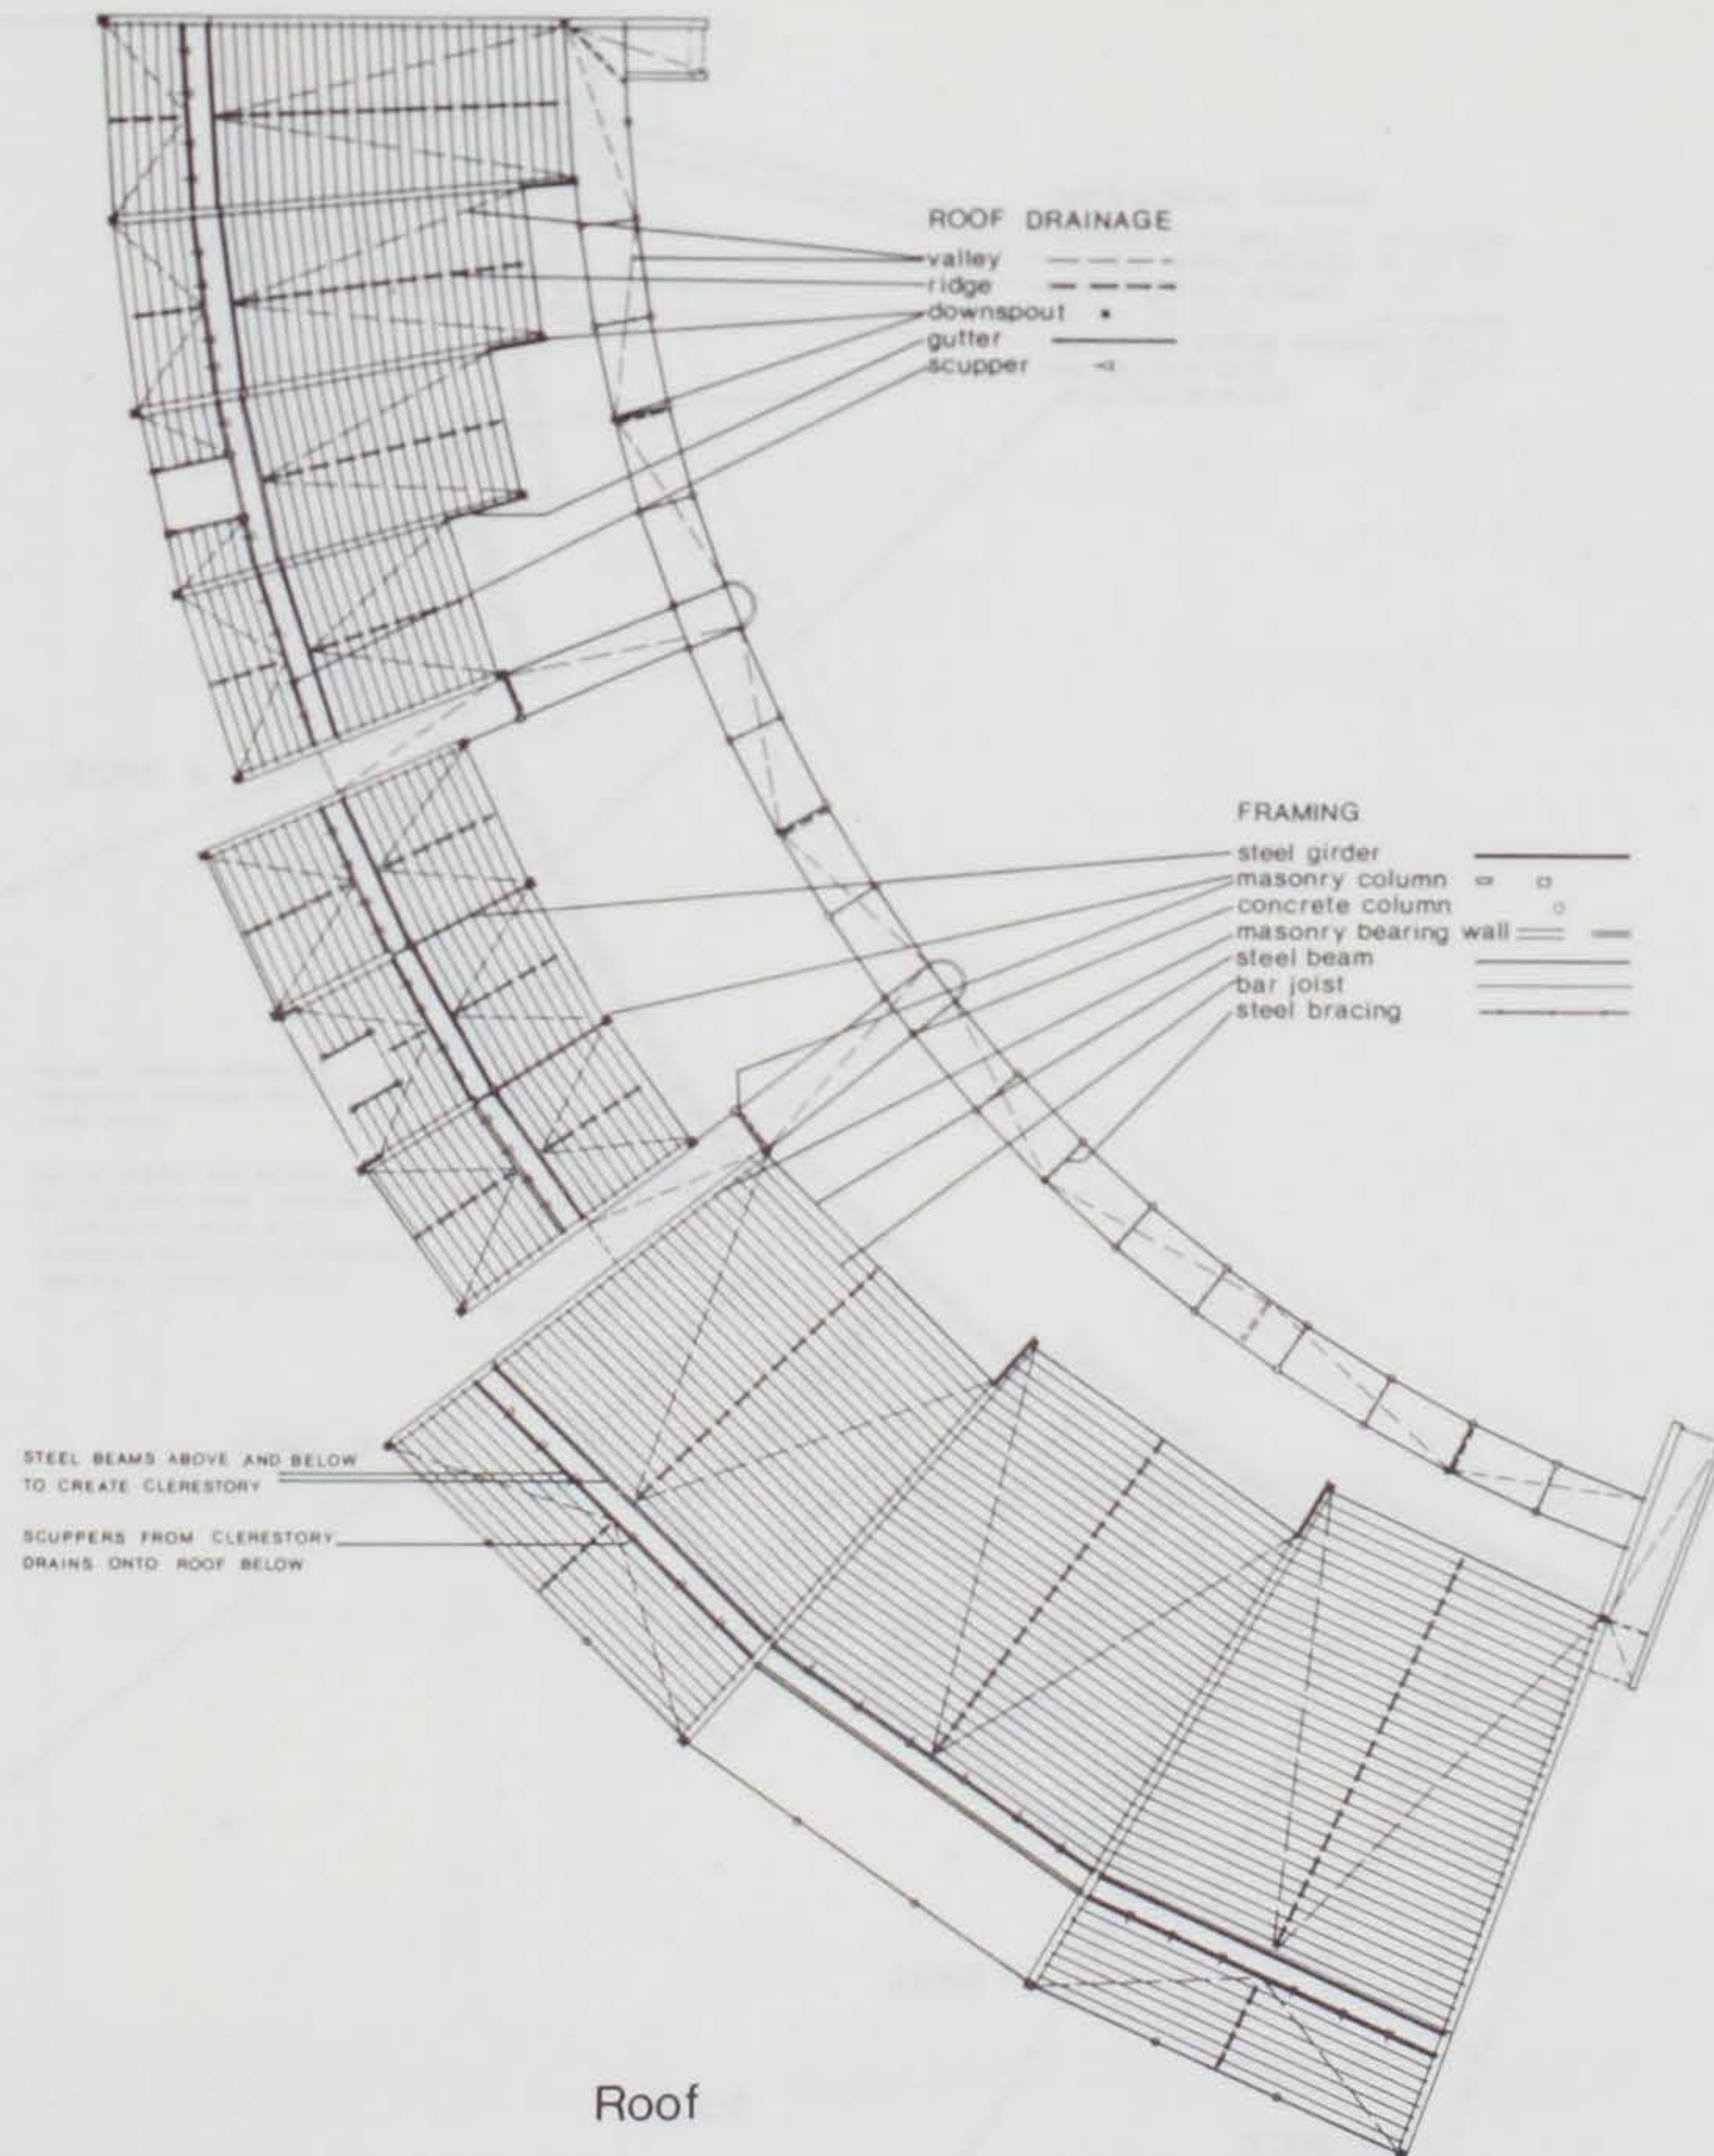 ROOF DRAINAGE
valley
ridge
downspout
gutter
scupper
FRAMING
steel girder
masonry column
concrete column
masonry bearing wall
steel beam
bar joist
steel bracing
STEEL BEAMS ABOVE AND BELOW
TO CREATE CLERESTORY
SCUPPERS FROM CLERESTORY
DRAINS ONTO ROOF BELOW
Roof